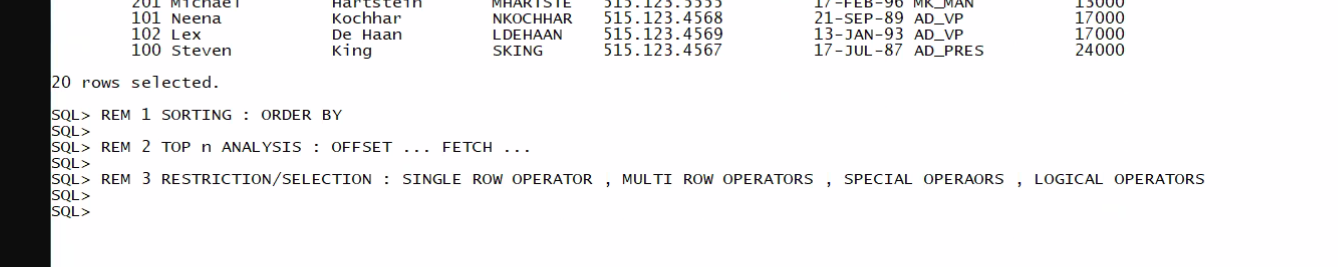 201 Michael Hartstein MHARTSTE 515.123.5555 17-FEB-96 MK_MAN 13000
101 Neena Kochhar NKOCHHAR 515.123.4568 21-SEP-89 AD_VP 17000
102 Lex De Haan LDEHAAN 515.123.4569 13-JAN-93 AD_VP 17000
100 Steven King SKING 515.123.4567 17-JUL-87 AD_PRES 24000
20 rows selected.
SQL> REM 1 SORTING : ORDER BY
SQL>
SQL> REM 2 TOP n ANALYSIS : OFFSET ... FETCH ...
SQL>
SQL> REM 3 RESTRICTION/SELECTION : SINGLE ROW OPERATOR , MULTI ROW OPERATORS , SPECIAL OPERAORS , LOGICAL OPERATORS
SQL>
SQL>